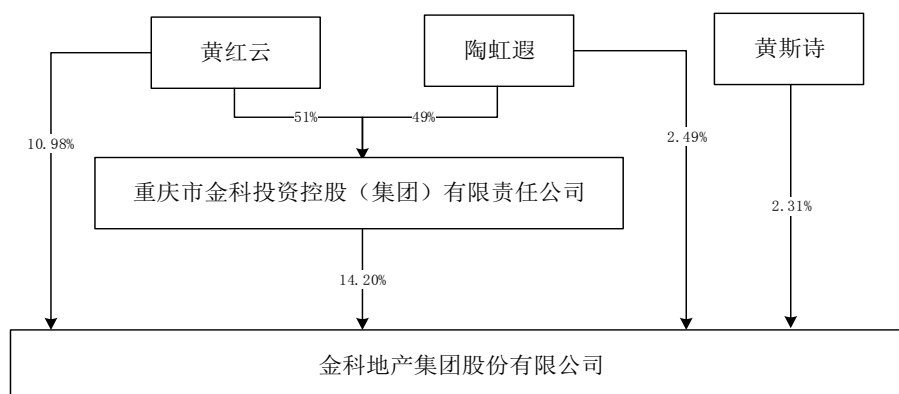 黄红云
陶虹遐
黄斯诗
51%
49%
10.98%
2.49%
重庆市金科投资控股（集团）有限责任公司
2.31%
14.20%
金科地产集团股份有限公司